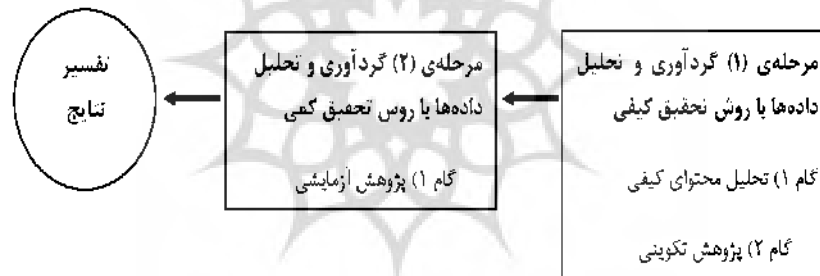 مرحله‌ی (۱) گردآوری و تحلیل
داده‌ها با روش تحقیق کیفی
گام ۱) تحلیل محتوای کیفی
گام ۲) پژوهش تکوینی
مرحله‌ی (۲) گردآوری و تحلیل
داده‌ها با روش تحقیق کمی
گام ۱) پژوهش آزمایشی
تفسیر
نتایج